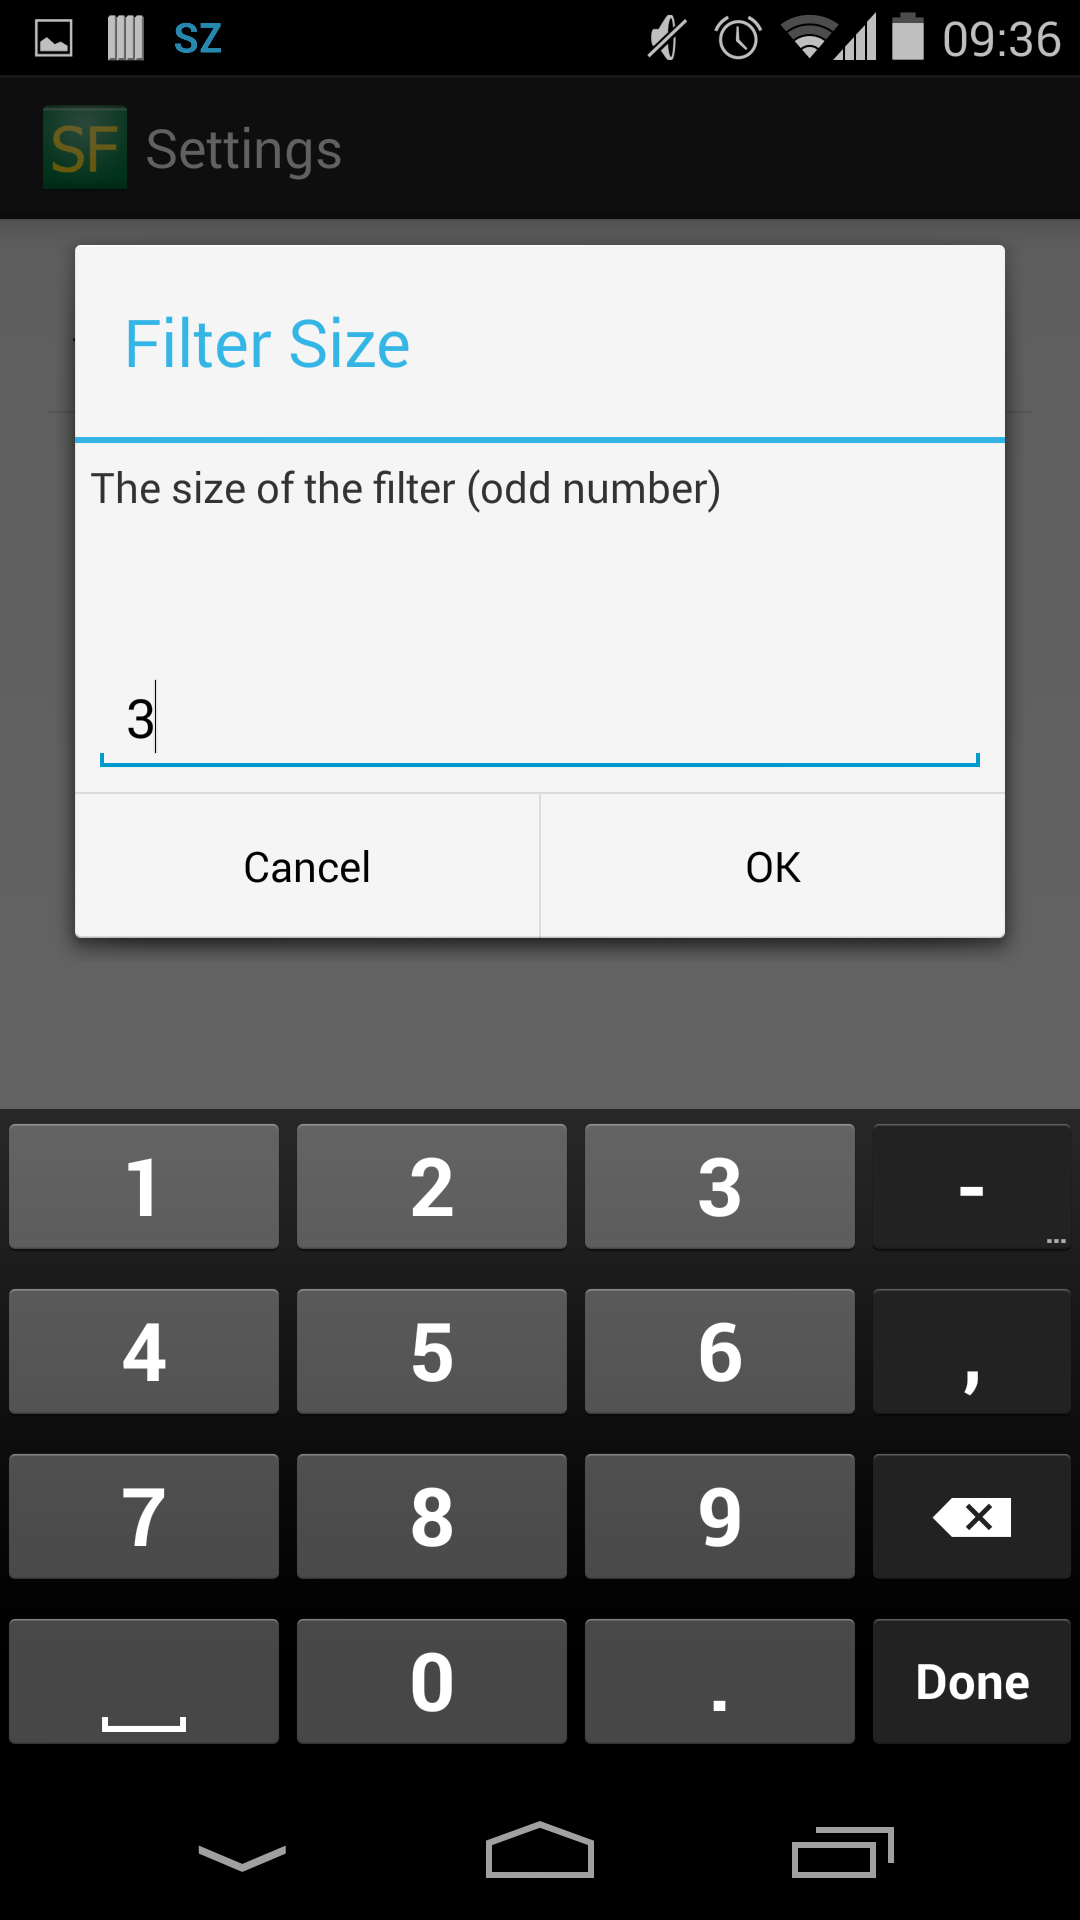 SZ 09:36
SF Settings
Filter Size
The size of the filter (odd number)
3
Cancel OK
1 2 3 -
...
4 5 6 ,
7 8 9
0 . Done